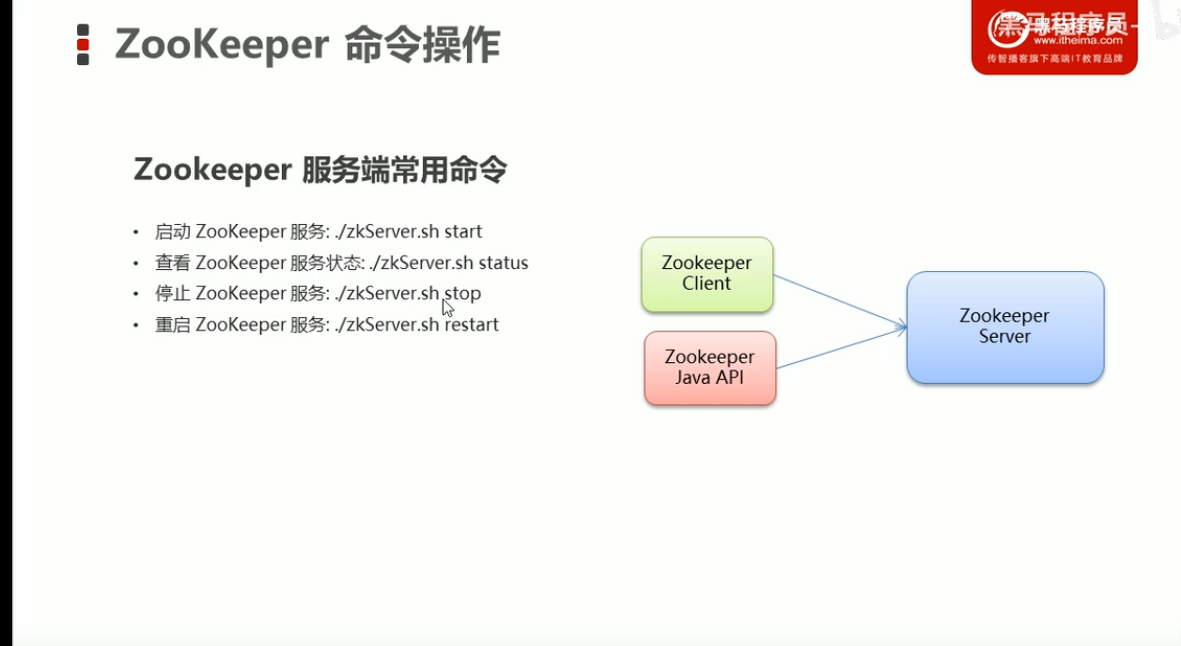 ZooKeeper 命令操作
黑马程序员
www.itheima.com
传智播客旗下高端IT教育品牌
Zookeeper 服务端常用命令
• 启动 ZooKeeper 服务: ./zkServer.sh start
• 查看 ZooKeeper 服务状态: ./zkServer.sh status
• 停止 ZooKeeper 服务: ./zkServer.sh stop
• 重启 ZooKeeper 服务: ./zkServer.sh restart
Zookeeper
Client
Zookeeper
Java API
Zookeeper
Server